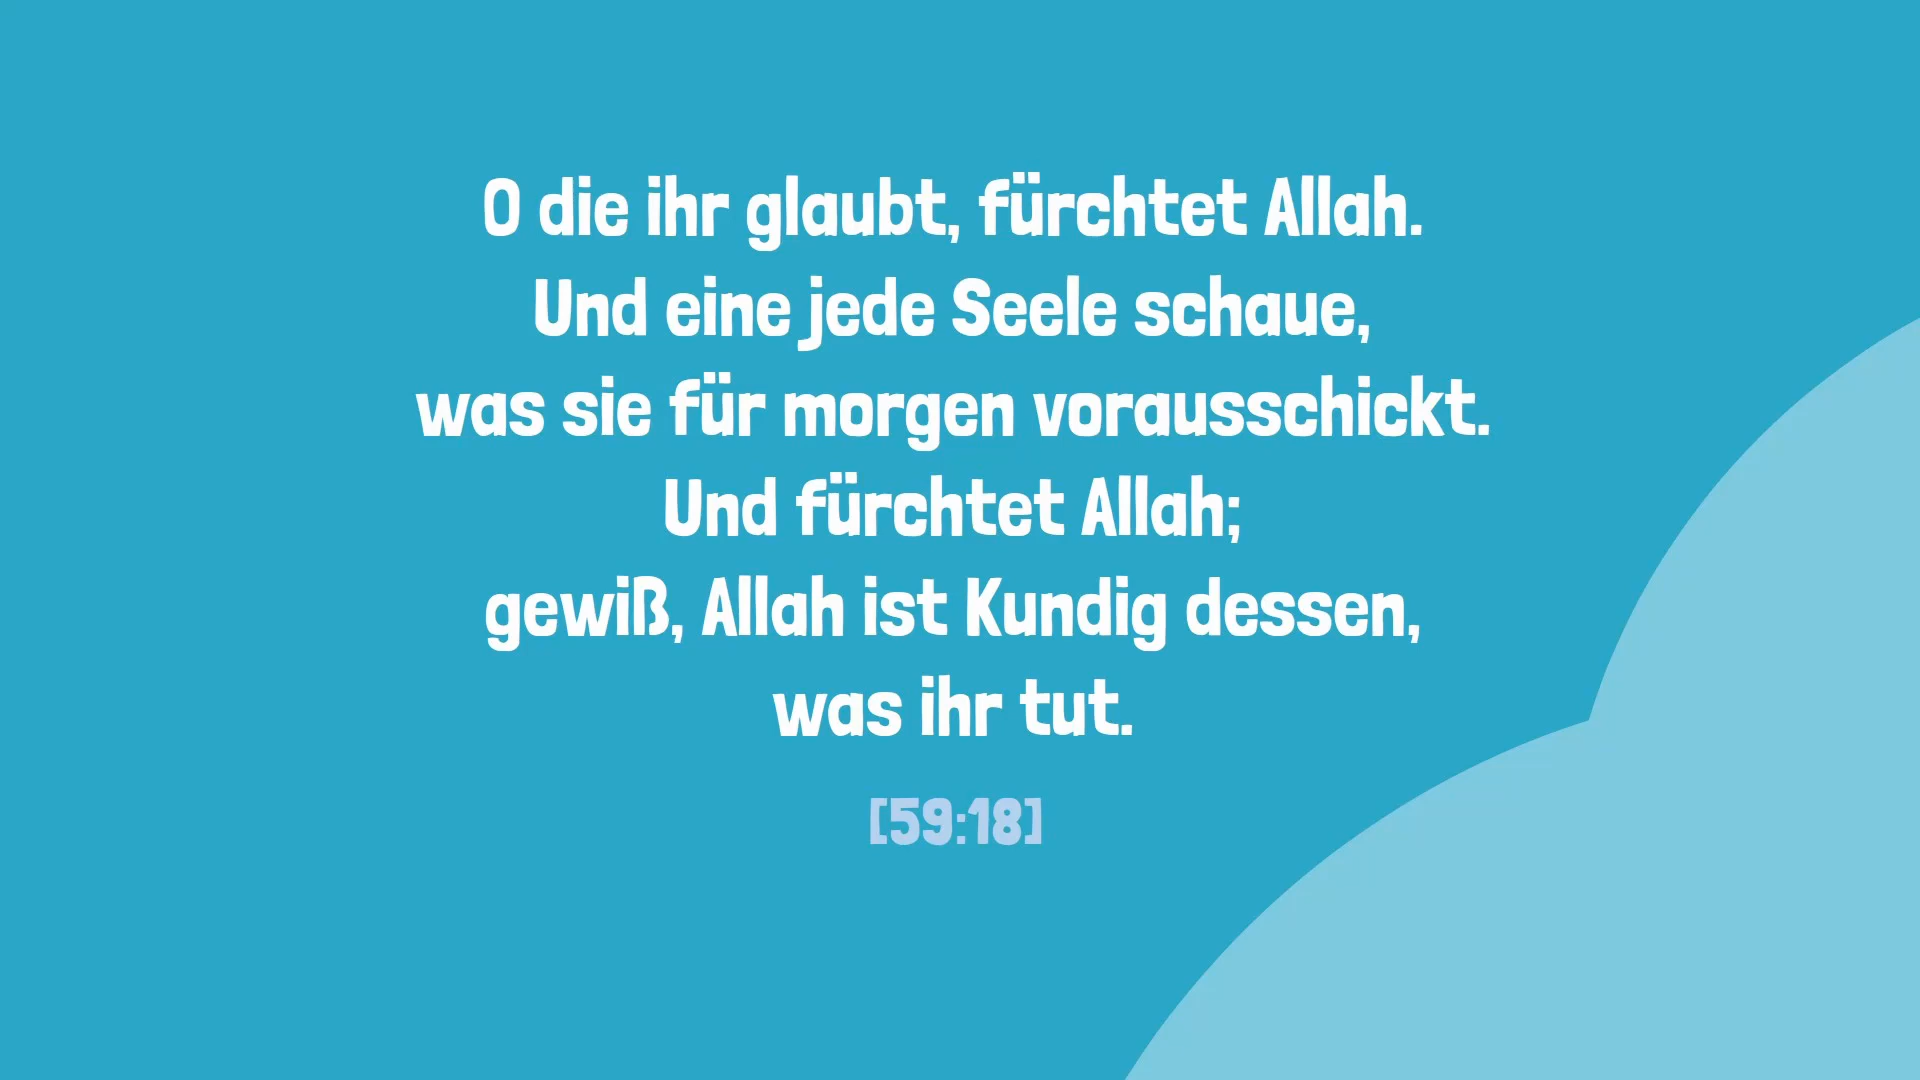 O die ihr glaubt, fürchtet Allah.
Und eine jede Seele schaue,
was sie für morgen vorausschickt.
Und fürchtet Allah;
gewiß, Allah ist Kundig dessen,
was ihr tut.
[59:18]